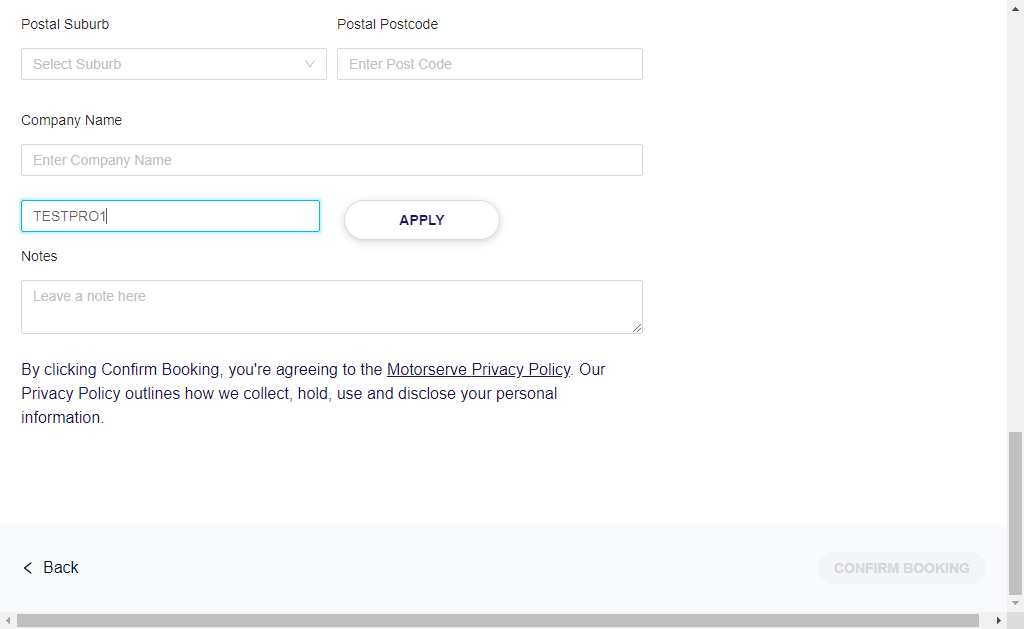 Postal Suburb
Postal Postcode
Select Suburb
Enter Post Code
Company Name
Enter Company Name
TESTPRO1
APPLY
Notes
Leave a note here
By clicking Confirm Booking, you're agreeing to the Motorserve Privacy Policy. Our
Privacy Policy outlines how we collect, hold, use and disclose your personal
information.
Back
CONFIRM BOOKING